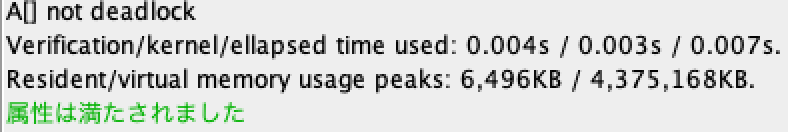 A[] not deadlock
Verification/kernel/ellapsed time used: 0.004s / 0.003s / 0.007s.
Resident/virtual memory usage peaks: 6,496KB / 4,375,168KB.
属性は満たされました